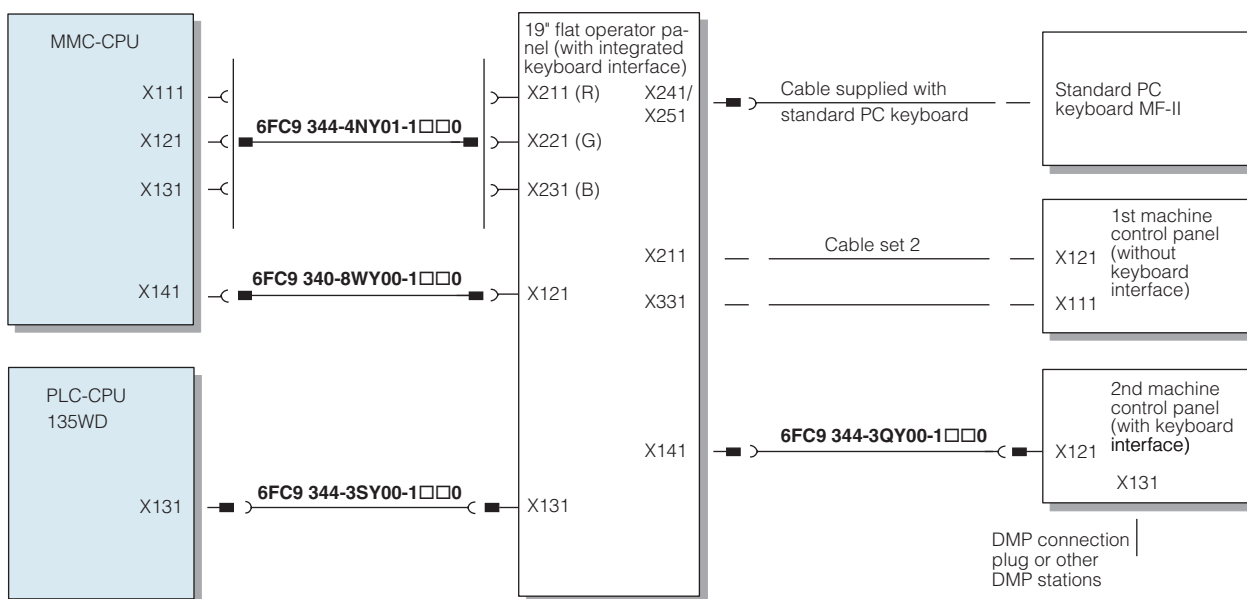 MMC-CPU
X111
X121
X131
X141
6FC9 344-4NY01-1□□0
6FC9 340-8WY00-1□□0
PLC-CPU
135WD
X131
6FC9 344-3SY00-1□□0
19" flat operator pa-
nel (with integrated
keyboard interface)
X211 (R)
X221 (G)
X231 (B)
X121
X131
X241/
X251
X211
X331
X141
Cable supplied with
standard PC keyboard
Cable set 2
6FC9 344-3QY00-1□□0
Standard PC
keyboard MF-II
1st machine
control panel
(without
keyboard
interface)
X121
X111
2nd machine
control panel
(with keyboard
interface)
X121
X131
DMP connection
plug or other
DMP stations